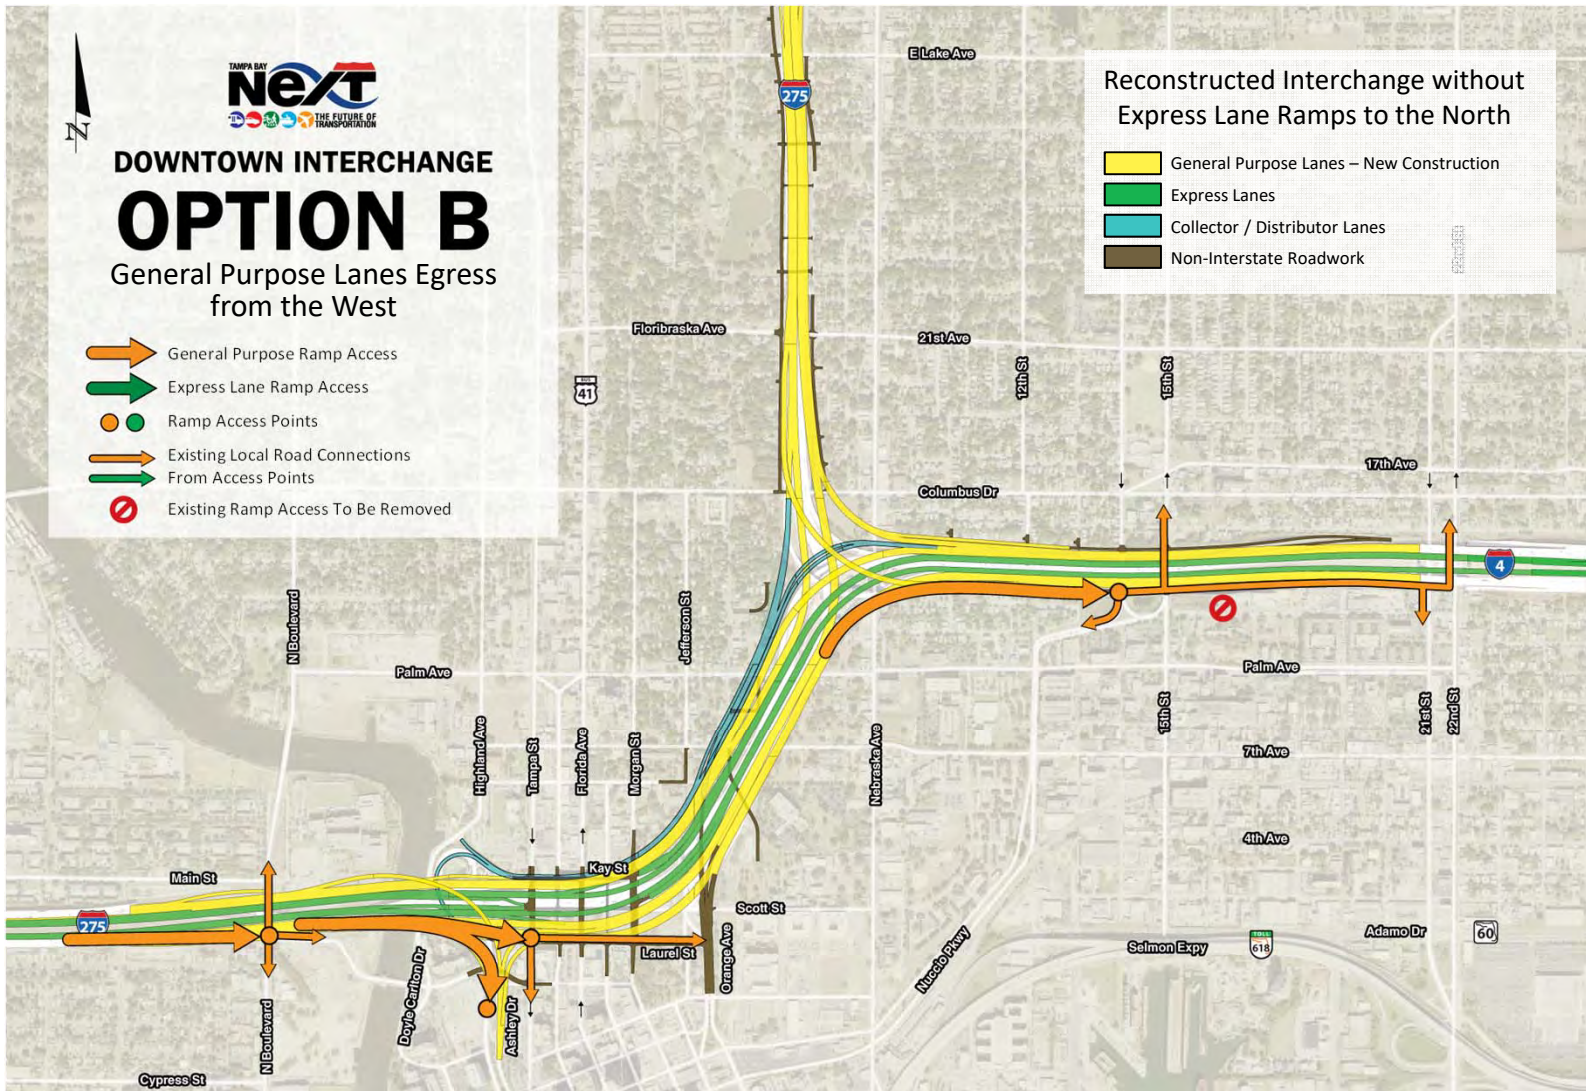 N
TAMPA BAY
NEXT
THE FUTURE OF
TRANSPORTATION
DOWNTOWN INTERCHANGE
OPTION B
General Purpose Lanes Egress
from the West
General Purpose Ramp Access
Express Lane Ramp Access
Ramp Access Points
Existing Local Road Connections
From Access Points
Existing Ramp Access To Be Removed
Reconstructed Interchange without
Express Lane Ramps to the North
General Purpose Lanes – New Construction
Express Lanes
Collector / Distributor Lanes
Non-Interstate Roadwork
E Lake Ave
275
Floribraska Ave
21st Ave
12th St
15th St
41
17th Ave
Columbus Dr
4
N Boulevard
Jefferson St
Palm Ave
Palm Ave
Highland Ave
Tampa St
Florida Ave
Morgan St
Nebraska Ave
15th St
21st St
22nd St
7th Ave
4th Ave
Main St
Kay St
275
Scott St
Laurel St
Orange Ave
Nuccio Pkwy
Selmon Expy
TOLL
618
Adamo Dr
60
Doyle Carlton Dr
Ashley Dr
N Boulevard
Cypress St